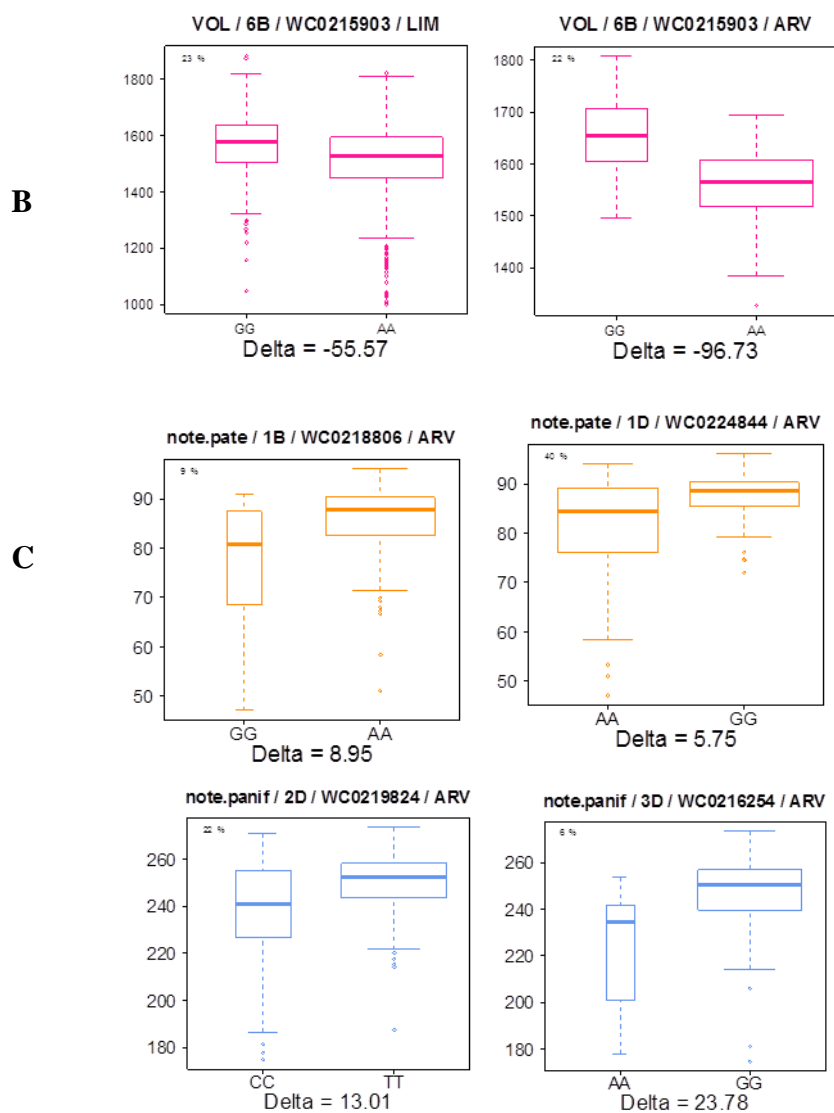 VOL / 6B / WC0215903 / LIM
23 %
1800
1600
1400
1200
1000
GG AA
Delta = -55.57
VOL / 6B / WC0215903 / ARV
22 %
1800
1700
1600
1500
1400
GG AA
Delta = -96.73
B
note.pate / 1B / WC0218806 / ARV
9 %
90
80
70
60
50
GG AA
Delta = 8.95
note.pate / 1D / WC0224844 / ARV
40 %
90
80
70
60
50
AA GG
Delta = 5.75
C
note.panif / 2D / WC0219824 / ARV
22 %
260
240
220
200
180
CC TT
Delta = 13.01
note.panif / 3D / WC0216254 / ARV
6 %
260
240
220
200
180
AA GG
Delta = 23.78